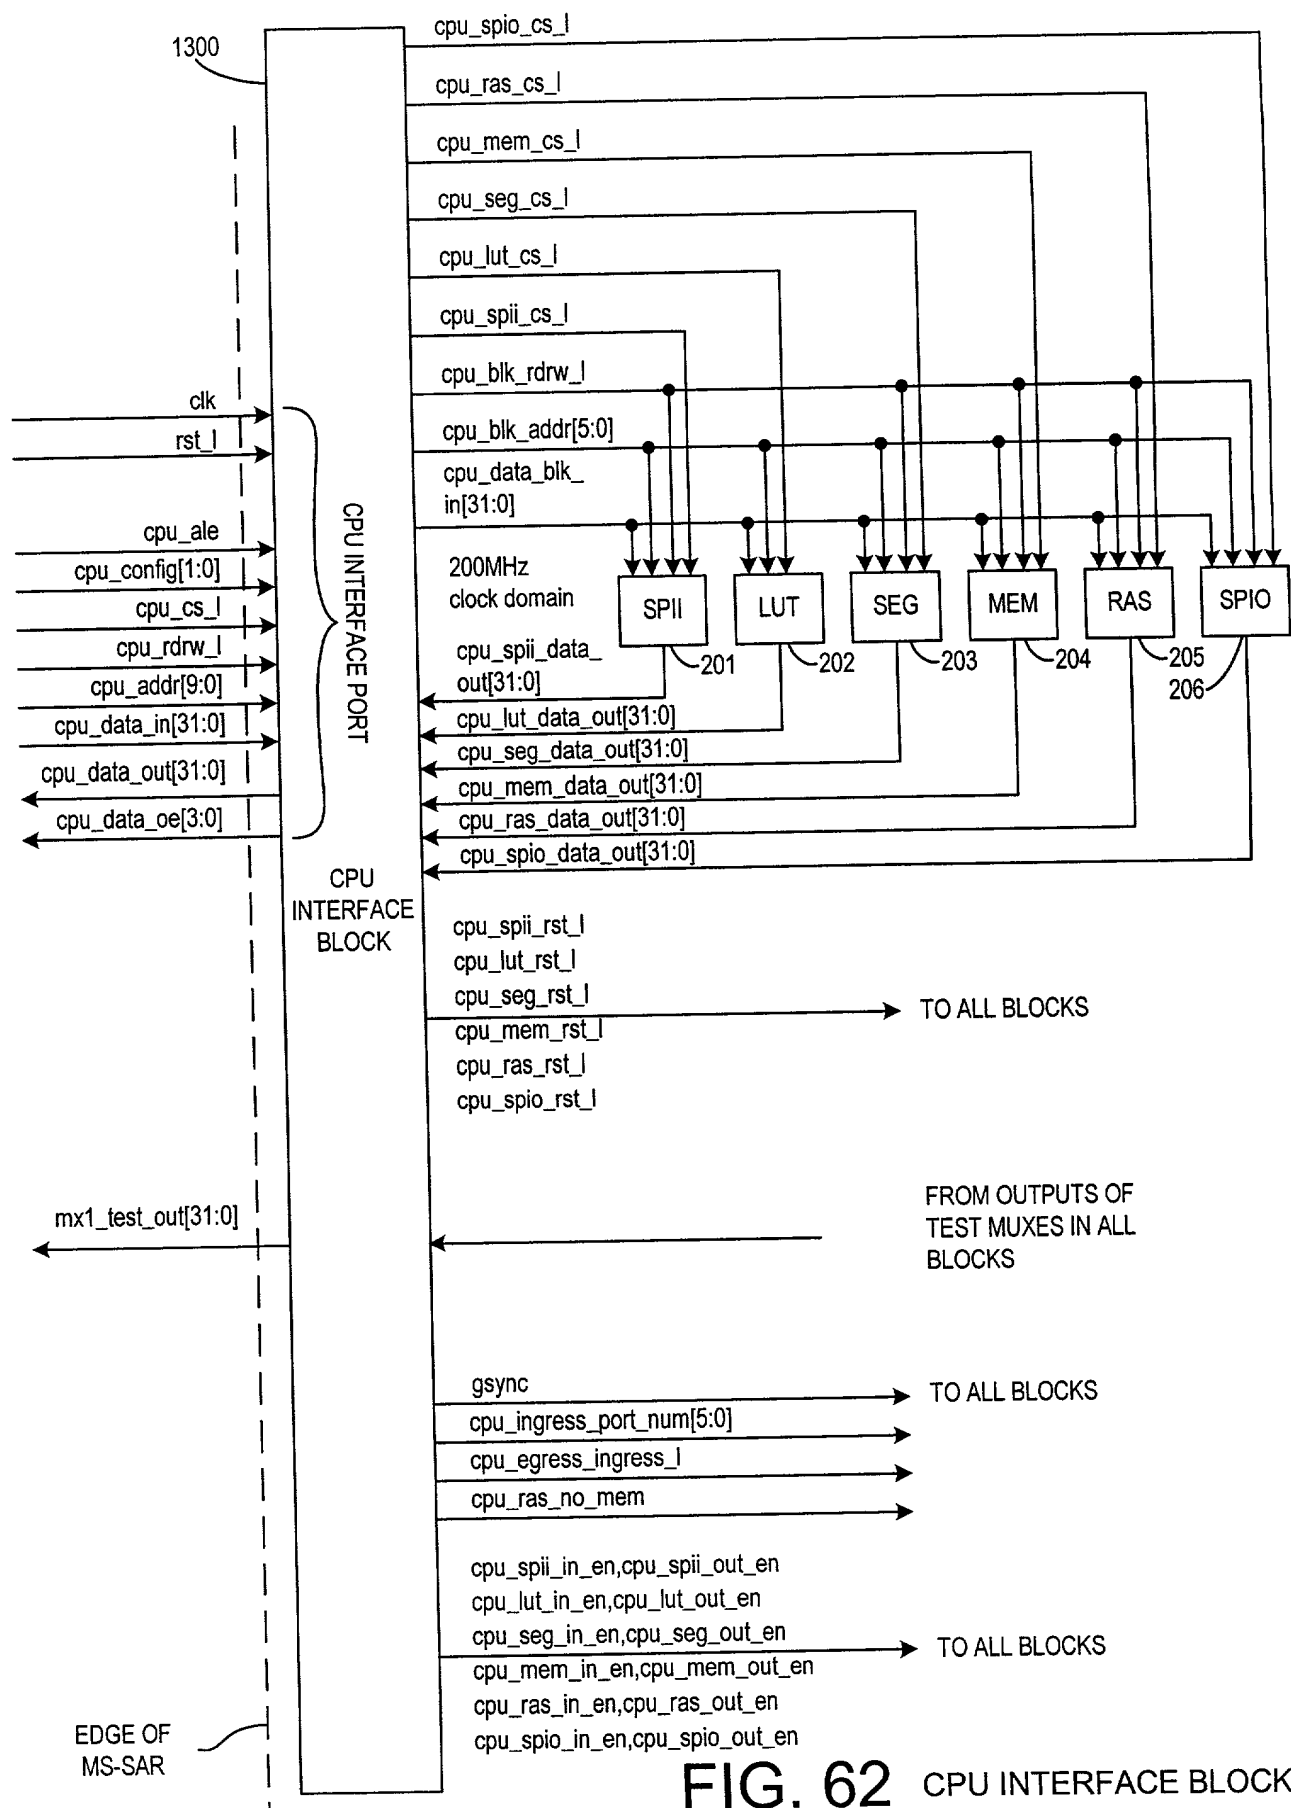 cpu_spio_cs_l
1300
cpu_ras_cs_l
cpu_mem_cs_l
cpu_seg_cs_l
cpu_lut_cs_l
cpu_spii_cs_l
cpu_blk_rdrw_l
cpu_blk_addr[5:0]
cpu_data_blk_
in[31:0]
clk
rst_l
cpu_ale
cpu_config[1:0]
cpu_cs_l
cpu_rdrw_l
cpu_addr[9:0]
cpu_data_in[31:0]
cpu_data_out[31:0]
cpu_data_oe[3:0]
CPU INTERFACE PORT
CPU
INTERFACE
BLOCK
200MHz
clock domain
SPII
LUT
SEG
MEM
RAS
SPIO
201
202
203
204
205
206
cpu_spii_data_
out[31:0]
cpu_lut_data_out[31:0]
cpu_seg_data_out[31:0]
cpu_mem_data_out[31:0]
cpu_ras_data_out[31:0]
cpu_spio_data_out[31:0]
cpu_spii_rst_l
cpu_lut_rst_l
cpu_seg_rst_l
cpu_mem_rst_l
cpu_ras_rst_l
cpu_spio_rst_l
TO ALL BLOCKS
mx1_test_out[31:0]
FROM OUTPUTS OF
TEST MUXES IN ALL
BLOCKS
gsync
TO ALL BLOCKS
cpu_ingress_port_num[5:0]
cpu_egress_ingress_l
cpu_ras_no_mem
cpu_spii_in_en,cpu_spii_out_en
cpu_lut_in_en,cpu_lut_out_en
cpu_seg_in_en,cpu_seg_out_en
cpu_mem_in_en,cpu_mem_out_en
cpu_ras_in_en,cpu_ras_out_en
cpu_spio_in_en,cpu_spio_out_en
TO ALL BLOCKS
EDGE OF
MS-SAR
FIG. 62 CPU INTERFACE BLOCK